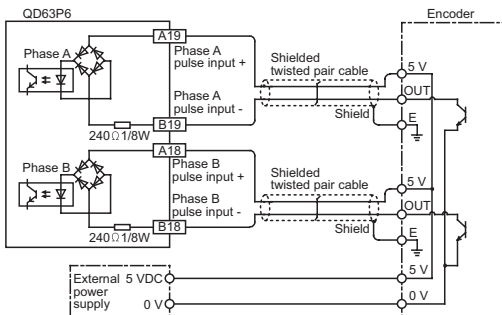 QD63P6
Encoder
A19
Phase A
Phase A
pulse input +
Shielded
twisted pair cable
5 V
OUT
Phase A
pulse input -
Shield
E
240Ω 1/8W
B19
A18
Phase B
Phase B
pulse input +
Shielded
twisted pair cable
5 V
Phase B
pulse input -
OUT
Shield
E
240Ω 1/8W
B18
External
power
supply
5 VDC
5 V
0 V
0 V